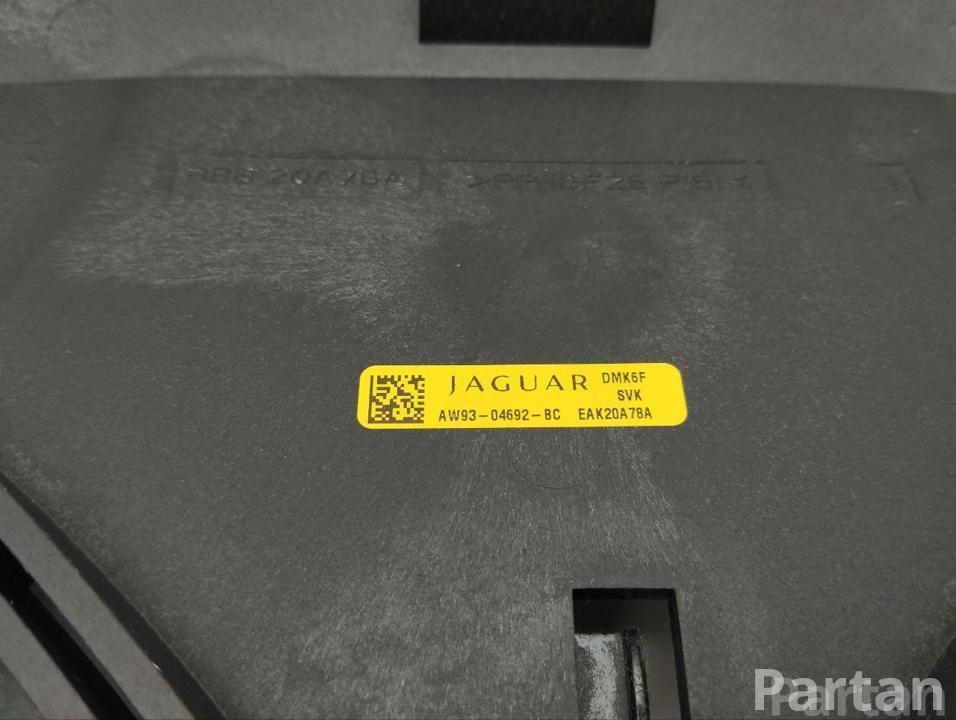 JAGUAR DMK6F
SVK
AW93-04692-BC EAK20A78A
Partan